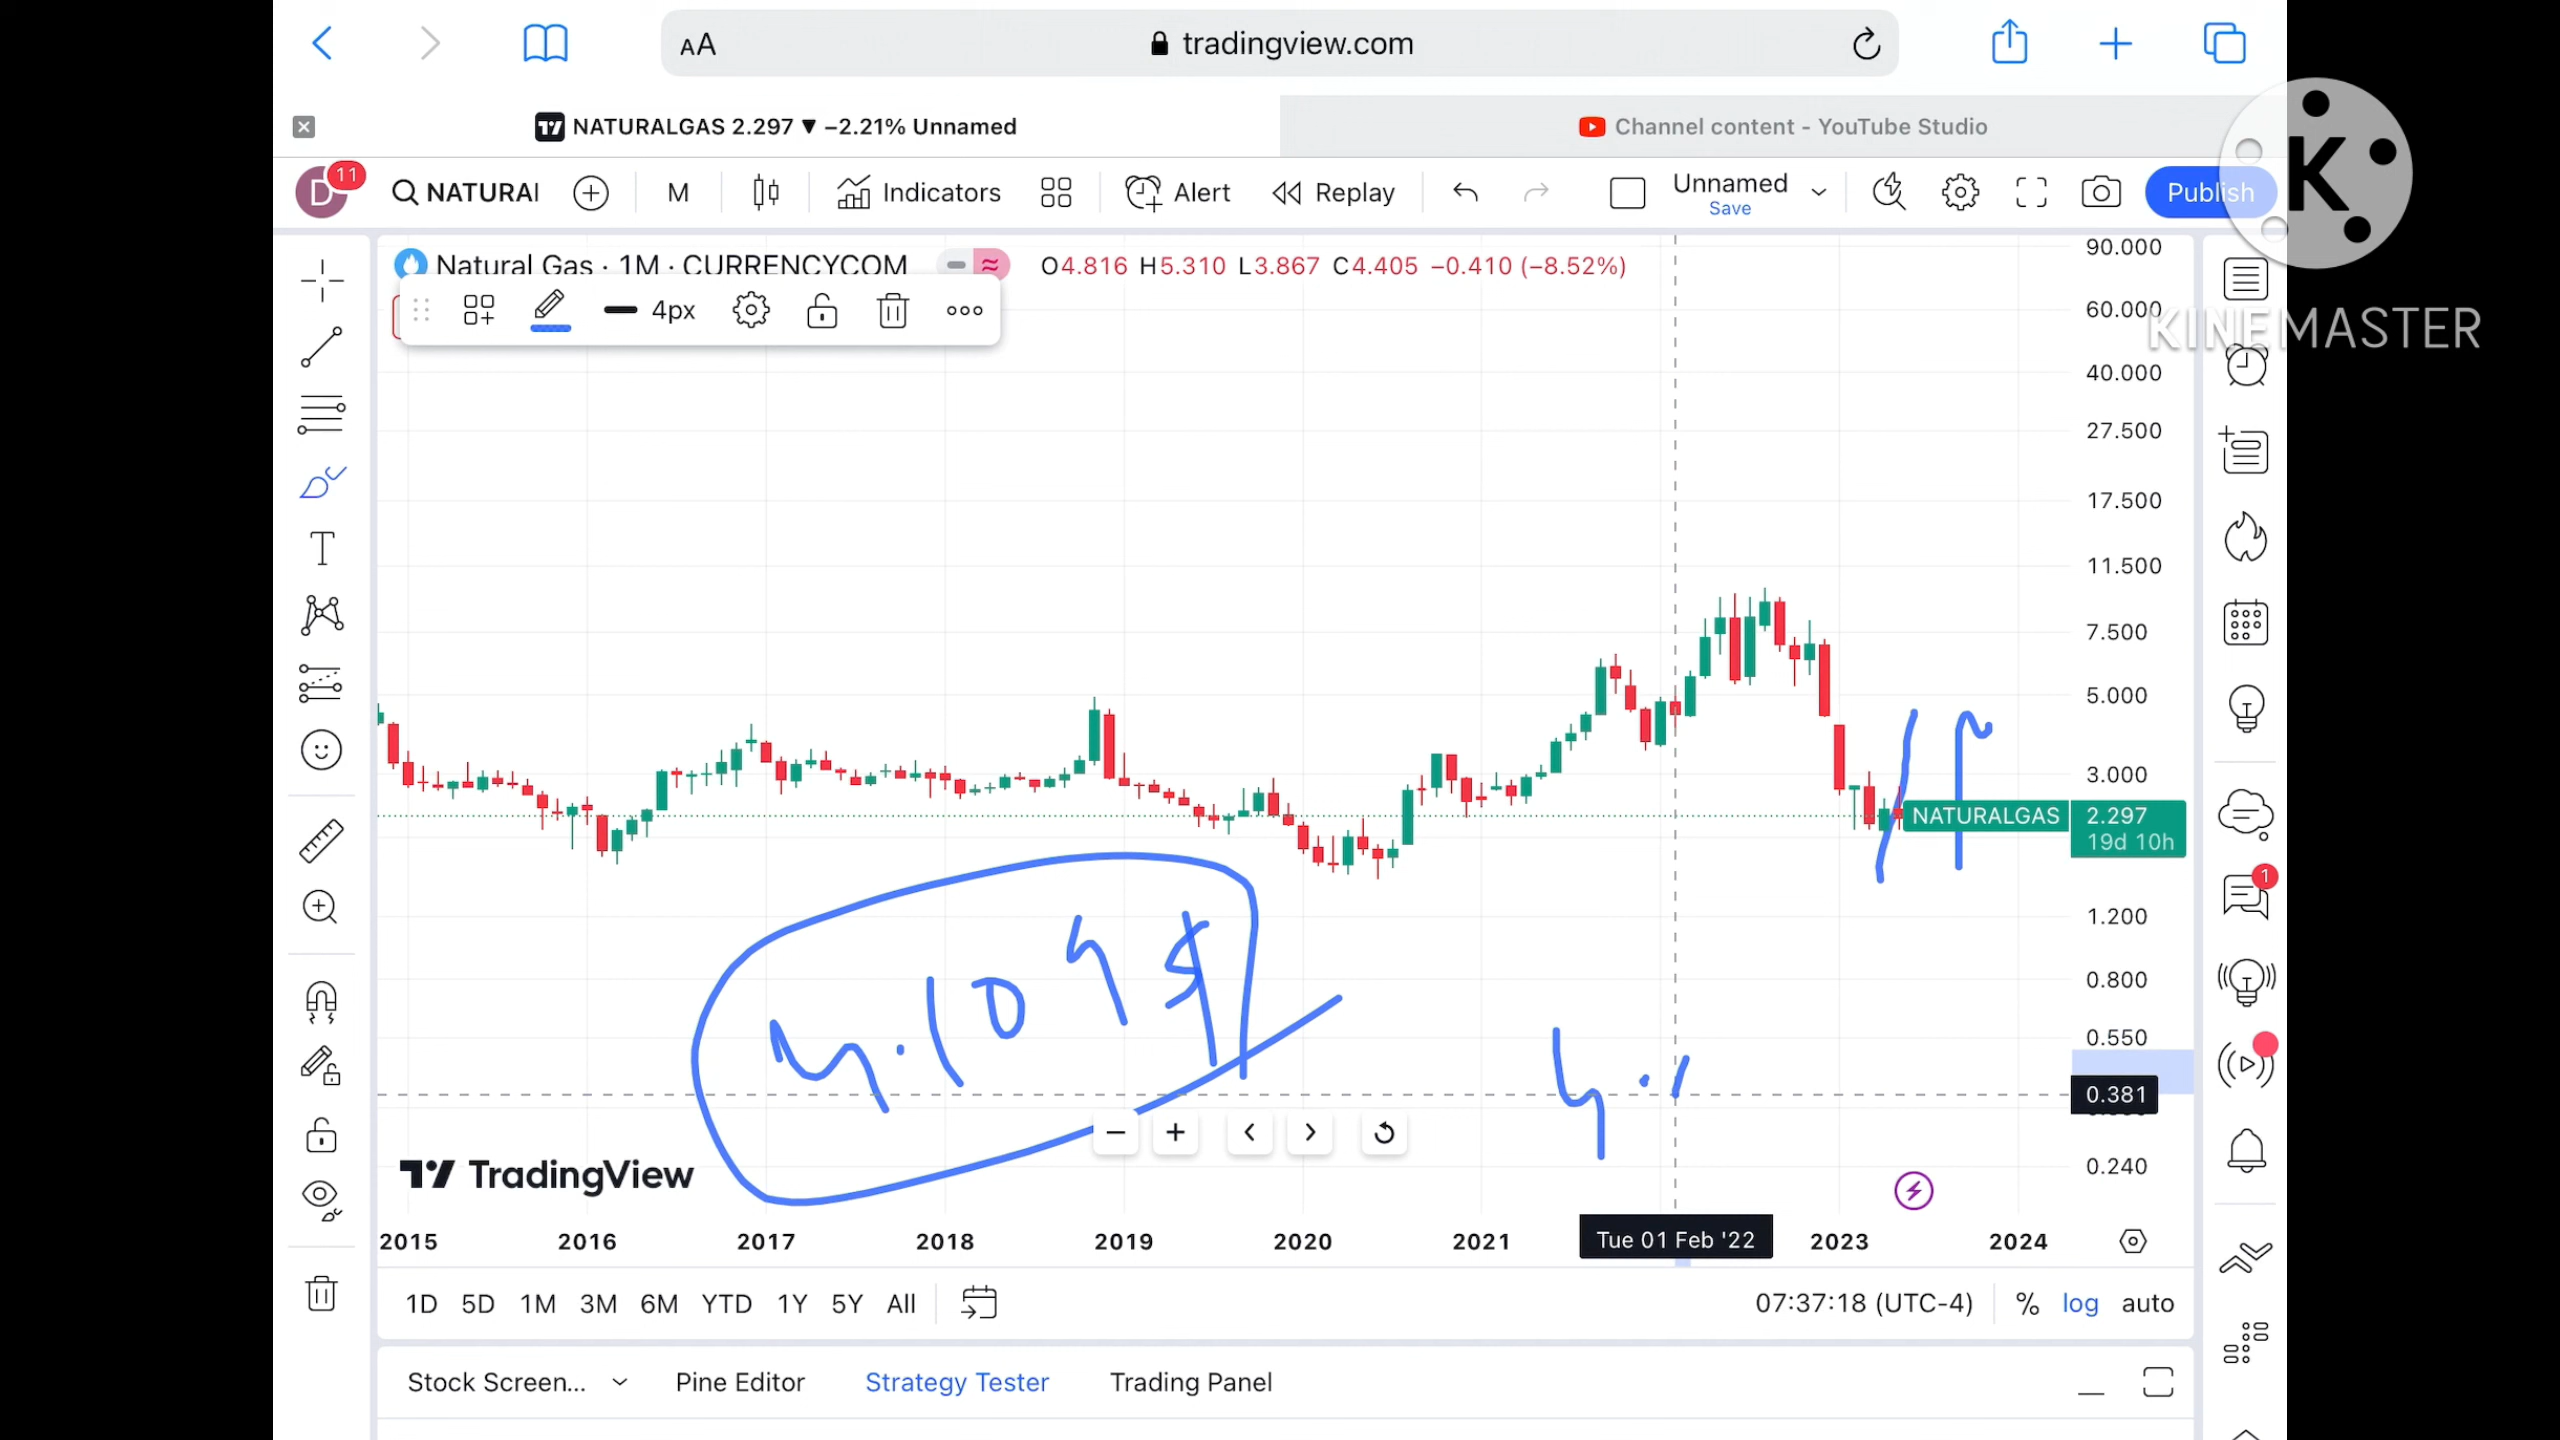 AA
tradingview.com
NATURALGAS 2.297 ▼ −2.21% Unnamed
Channel content - YouTube Studio
K
KINEMASTER
D
11
NATURAI
M
Indicators
Alert
Replay
Unnamed
Save
Publish
Natural Gas · 1M · CURRENCYCOM
O4.816 H5.310 L3.867 C4.405 −0.410 (−8.52%)
4px
90.000
60.000
40.000
27.500
17.500
11.500
7.500
5.000
3.000
NATURALGAS
2.297
19d 10h
1.200
0.800
0.550
0.381
0.240
1
TradingView
2015 2016 2017 2018 2019 2020 2021 Tue 01 Feb '22 2023 2024
1D 5D 1M 3M 6M YTD 1Y 5Y All
07:37:18 (UTC-4) % log auto
Stock Screen... Pine Editor Strategy Tester Trading Panel